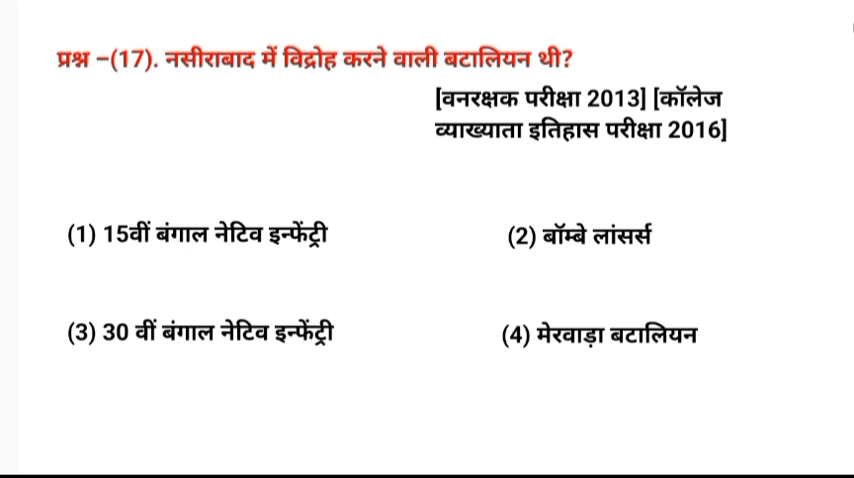 प्रश्न -(17). नसीराबाद में विद्रोह करने वाली बटालियन थी?
[वनरक्षक परीक्षा 2013] [कॉलेज
व्याख्याता इतिहास परीक्षा 2016]
(1) 15वीं बंगाल नेटिव इन्फेंट्री
(2) बॉम्बे लांसर्स
(3) 30 वीं बंगाल नेटिव इन्फेंट्री
(4) मेरवाड़ा बटालियन